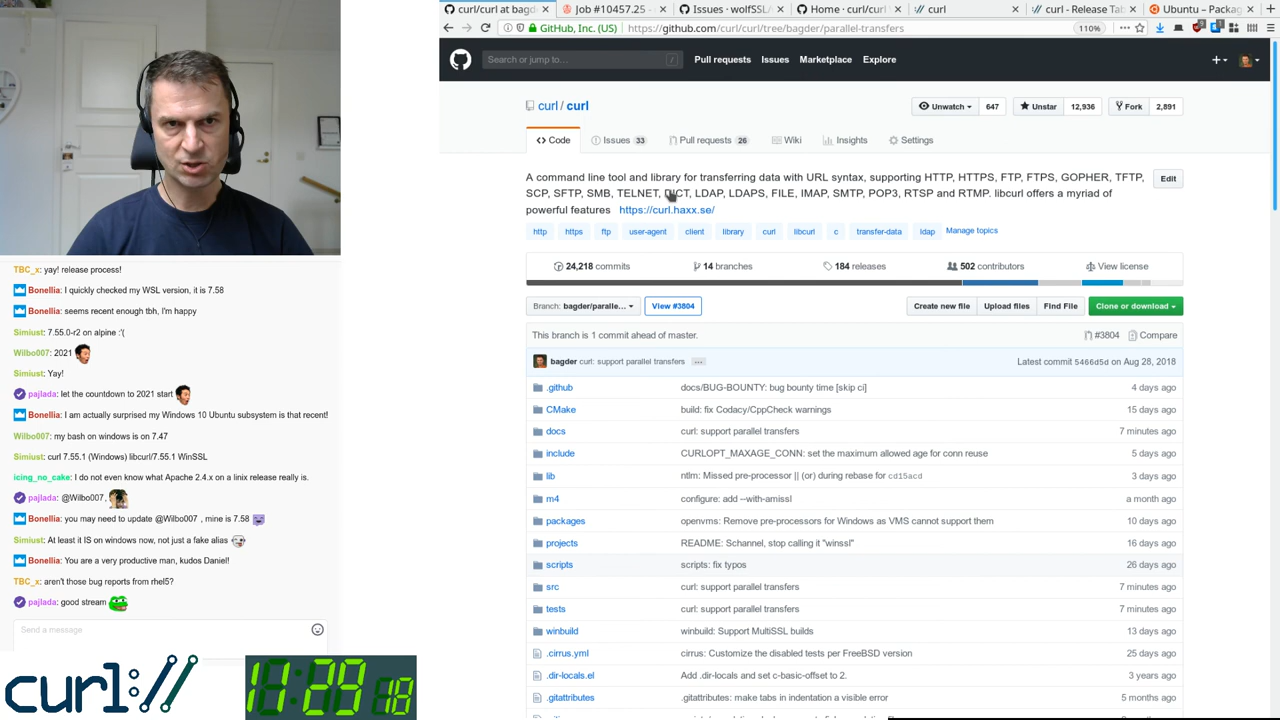 TBC_x: yay! release process!
Bonellia: I quickly checked my WSL version, it is 7.58
Bonellia: seems recent enough tbh, I'm happy
Simiust: 7.55.0-r2 on alpine :'(
Wilbo007: 2021
Simiust: Yay!
pajlada: let the countdown to 2021 start
Bonellia: I am actually surprised my Windows 10 Ubuntu subsystem is that recent!
Wilbo007: my bash on windows is on 7.47
Simiust: curl 7.55.1 (Windows) libcurl/7.55.1 WinSSL
icing_no_cake: I do not even know what Apache 2.4.x on a linix release really is.
pajlada: @Wilbo007,
Bonellia: you may need to update @Wilbo007 , mine is 7.58
Simiust: At least it IS on windows now, not just a fake alias
Bonellia: You are a very productive man, kudos Daniel!
TBC_x: aren't those bug reports from rhel5?
pajlada: good stream
Send a message
curl://
17:29 18
curl/curl at bagd
Job #10457.25 -
Issues · wolfSSL/
Home · curl/curl
curl
curl - Release Ta
Ubuntu – Packag
GitHub, Inc. (US)
https://github.com/curl/curl/tree/bagder/parallel-transfers
110%
Search or jump to…
/
Pull requests
Issues
Marketplace
Explore
curl / curl
Unwatch
647
Unstar
12,936
Fork
2,891
Code
Issues 33
Pull requests 26
Wiki
Insights
Settings
A command line tool and library for transferring data with URL syntax, supporting HTTP, HTTPS, FTP, FTPS, GOPHER, TFTP,
SCP, SFTP, SMB, TELNET, DICT, LDAP, LDAPS, FILE, IMAP, SMTP, POP3, RTSP and RTMP. libcurl offers a myriad of
powerful features https://curl.haxx.se/
Edit
http
https
ftp
user-agent
client
library
curl
libcurl
c
transfer-data
ldap
Manage topics
24,218 commits
14 branches
184 releases
502 contributors
View license
Branch: bagder/paralle…
View #3804
Create new file
Upload files
Find File
Clone or download
This branch is 1 commit ahead of master.
#3804
Compare
bagder curl: support parallel transfers …
Latest commit 5466d5d on Aug 28, 2018
.github docs/BUG-BOUNTY: bug bounty time [skip ci] 4 days ago
CMake build: fix Codacy/CppCheck warnings 15 days ago
docs curl: support parallel transfers 7 minutes ago
include CURLOPT_MAXAGE_CONN: set the maximum allowed age for conn reuse 5 days ago
lib ntlm: Missed pre-processor || (or) during rebase for cd15acd 3 days ago
m4 configure: add --with-amissl a month ago
packages openvms: Remove pre-processors for Windows as VMS cannot support them 10 days ago
projects README: Schannel, stop calling it "winssl" 16 days ago
scripts scripts: fix typos 26 days ago
src curl: support parallel transfers 7 minutes ago
tests curl: support parallel transfers 7 minutes ago
winbuild winbuild: Support MultiSSL builds 13 days ago
.cirrus.yml cirrus: Customize the disabled tests per FreeBSD version 25 days ago
.dir-locals.el Add .dir-locals and set c-basic-offset to 2. 3 years ago
.gitattributes .gitattributes: make tabs in indentation a visible error 5 months ago